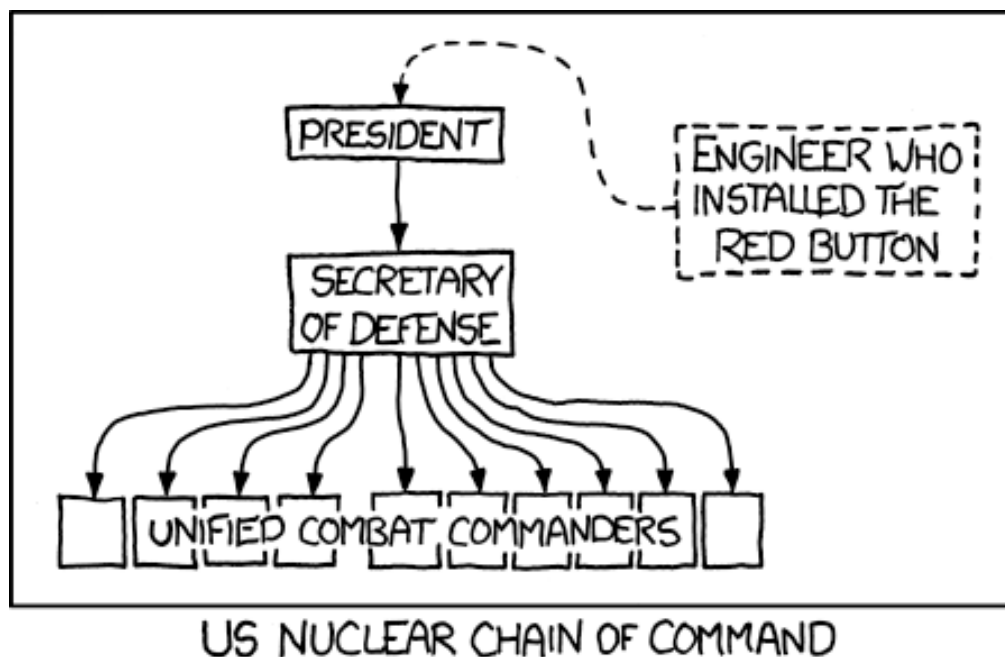 PRESIDENT
ENGINEER WHO
INSTALLED THE
RED BUTTON
SECRETARY
OF DEFENSE
UNIFIED COMBAT COMMANDERS
US NUCLEAR CHAIN OF COMMAND